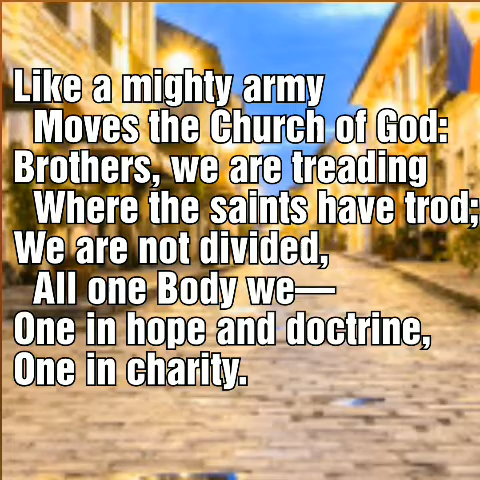 Like a mighty army
Moves the Church of God:
Brothers, we are treading
Where the saints have trod;
We are not divided,
All one Body we—
One in hope and doctrine,
One in charity.